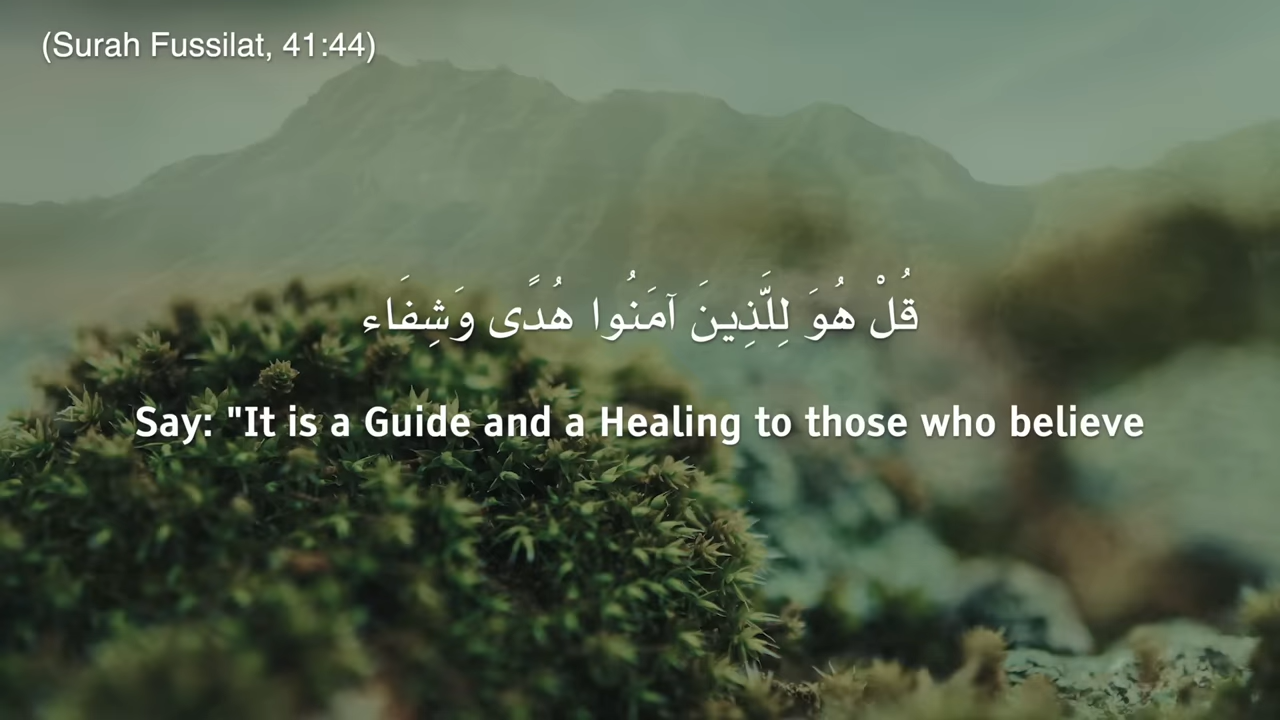 (Surah Fussilat, 41:44)
قُلْ هُوَ لِلَّذِينَ آمَنُوا هُدًى وَشِفَاء
Say: "It is a Guide and a Healing to those who believe